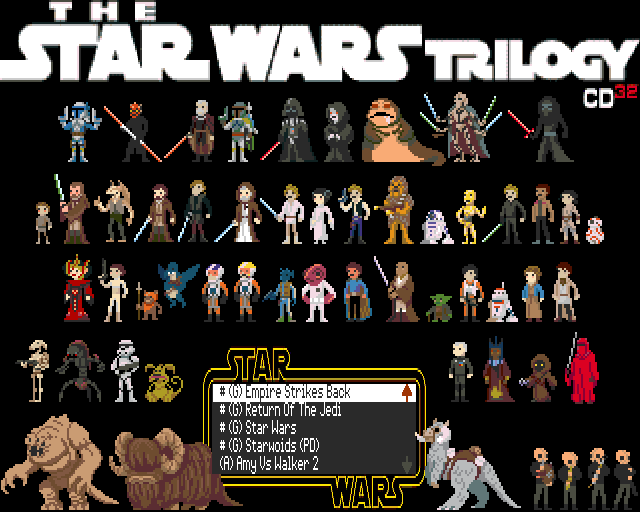 THE
STAR WARS TRILOGY
CD32
STAR
# (G) Empire Strikes Back
# (G) Return Of The Jedi
# (G) Star Wars
# (G) Starwoids (PD)
(A) Amy Vs Walker 2
WARS